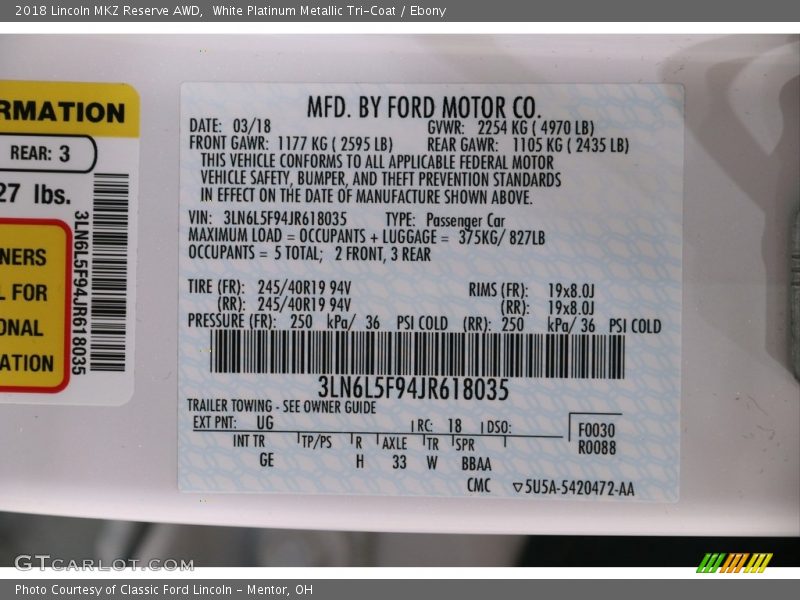 2018 Lincoln MKZ Reserve AWD,  White Platinum Metallic Tri-Coat / Ebony
RMATION
REAR: 3
27 lbs.
NERS
L FOR
ONAL
ATION
3LN6L5F94JR618035
MFD. BY FORD MOTOR CO.
DATE: 03/18 GVWR: 2254 KG ( 4970 LB)
FRONT GAWR: 1177 KG ( 2595 LB) REAR GAWR: 1105 KG ( 2435 LB)
THIS VEHICLE CONFORMS TO ALL APPLICABLE FEDERAL MOTOR
VEHICLE SAFETY, BUMPER, AND THEFT PREVENTION STANDARDS
IN EFFECT ON THE DATE OF MANUFACTURE SHOWN ABOVE.
VIN: 3LN6L5F94JR618035 TYPE: Passenger Car
MAXIMUM LOAD = OCCUPANTS + LUGGAGE = 375KG/ 827LB
OCCUPANTS = 5 TOTAL; 2 FRONT, 3 REAR
TIRE (FR): 245/40R19 94V RIMS (FR): 19x8.0J
(RR): 245/40R19 94V (RR): 19x8.0J
PRESSURE (FR): 250 kPa/ 36 PSI COLD (RR): 250 kPa/ 36 PSI COLD
3LN6L5F94JR618035
TRAILER TOWING - SEE OWNER GUIDE
EXT PNT: UG RC: 18 DSO: F0030
R0088
INT TR TP/PS R AXLE TR SPR
GE H 33 W BBAA
CMC ▽5U5A-5420472-AA
GTCARLOT.COM
Photo Courtesy of Classic Ford Lincoln – Mentor, OH